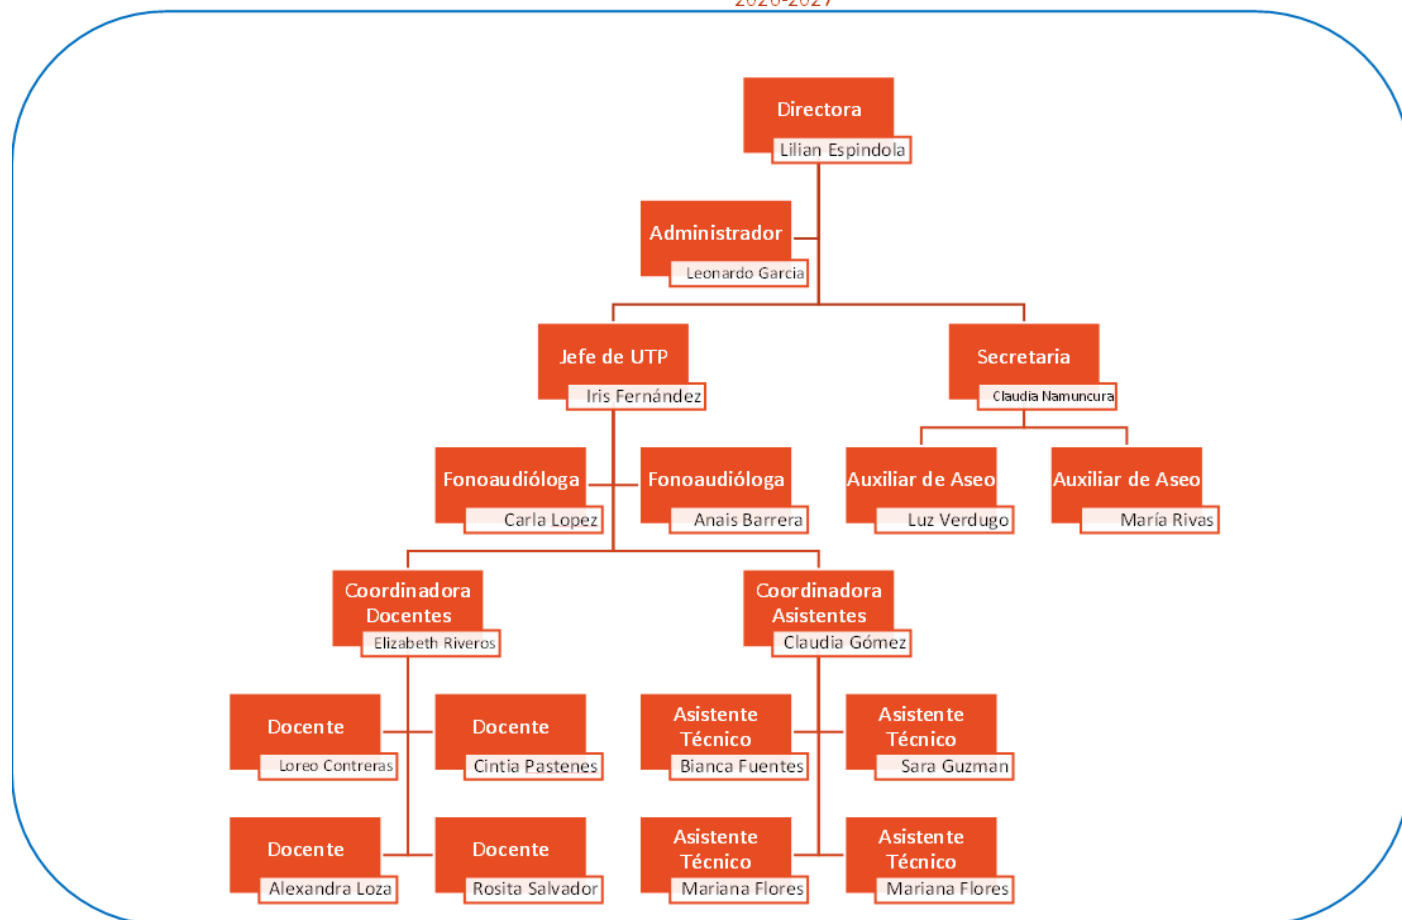 2026-2027
Directora
Lilian Espindola
Administrador
Leonardo Garcia
Jefe de UTP
Iris Fernández
Secretaria
Claudia Namuncura
Fonoaudióloga
Carla Lopez
Fonoaudióloga
Anais Barrera
Auxiliar de Aseo
Luz Verdugo
Auxiliar de Aseo
María Rivas
Coordinadora
Docentes
Elizabeth Riveros
Coordinadora
Asistentes
Claudia Gómez
Docente
Loreo Contreras
Docente
Cintia Pastenes
Asistente
Técnico
Bianca Fuentes
Asistente
Técnico
Sara Guzman
Docente
Alexandra Loza
Docente
Rosita Salvador
Asistente
Técnico
Mariana Flores
Asistente
Técnico
Mariana Flores